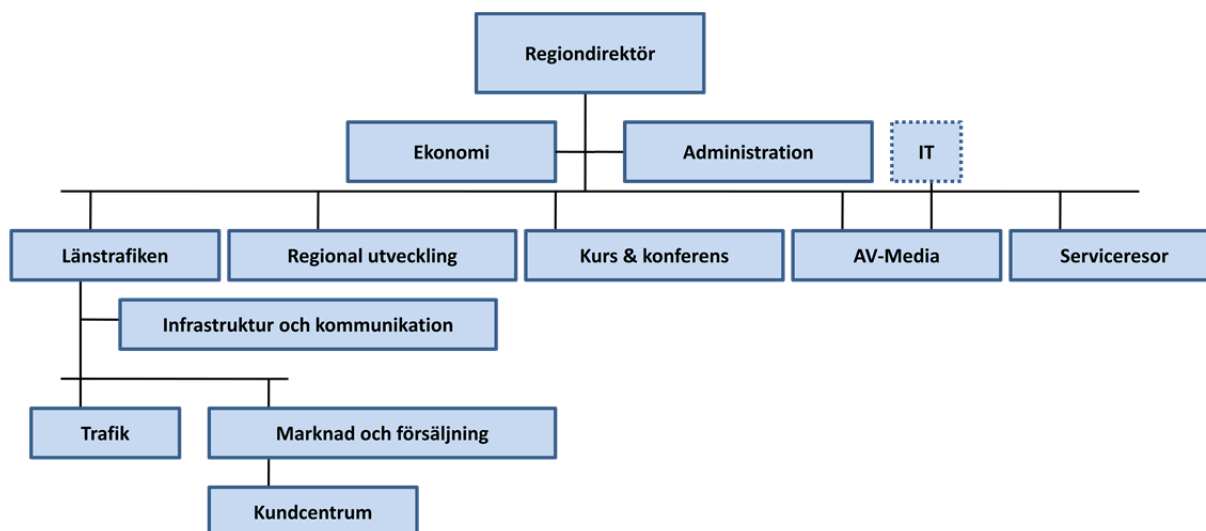 Regiondirektör
Ekonomi
Administration
IT
Länstrafiken
Regional utveckling
Kurs & konferens
AV-Media
Serviceresor
Infrastruktur och kommunikation
Trafik
Marknad och försäljning
Kundcentrum